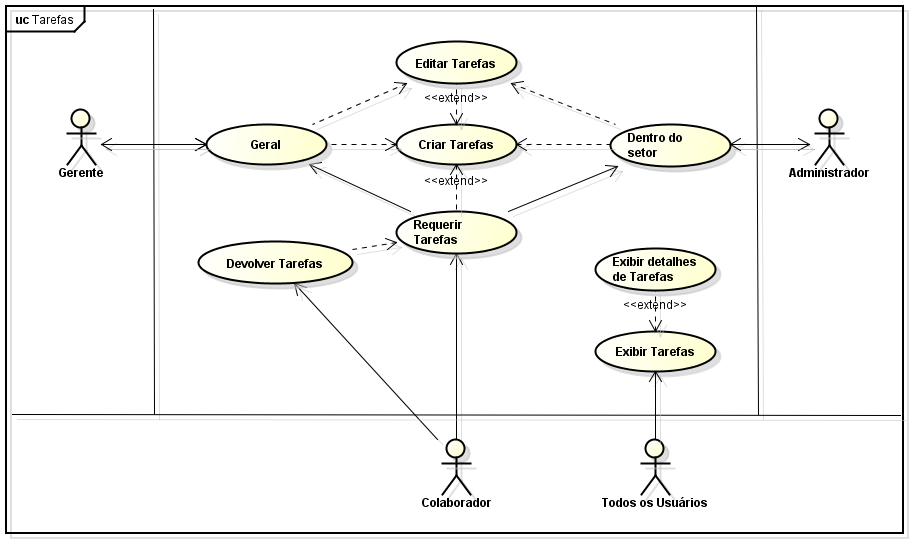 uc Tarefas
Editar Tarefas
<<extend>>
Gerente
Geral
Criar Tarefas
Dentro do
setor
Administrador
<<extend>>
Requerir
Tarefas
Devolver Tarefas
Exibir detalhes
de Tarefas
<<extend>>
Exibir Tarefas
Colaborador
Todos os Usuários